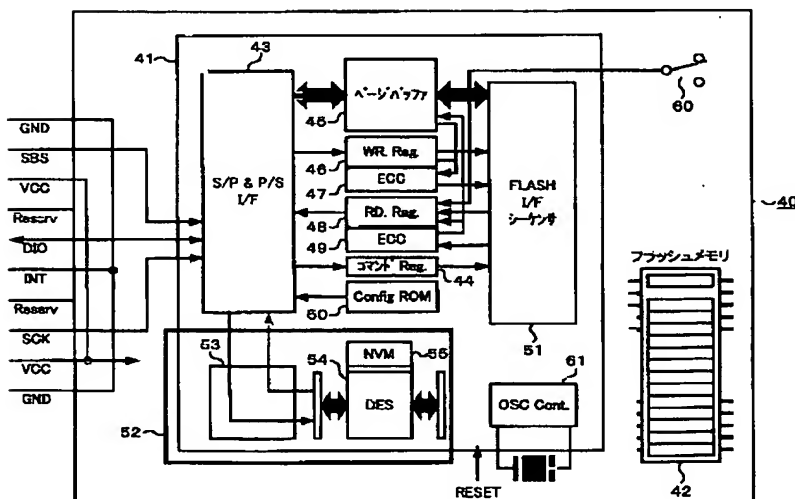 43
41
ページバッファ
45
60
GND
SBS
VCC
Reserv
DIO
INT
Reserv
SCK
VCC
GND
S/P & P/S
I/F
WR. Reg.
46
ECC
47
RD. Reg.
48
ECC
49
コマンド Reg.
44
Config ROM
50
FLASH
I/F
シーケンサ
51
40
フラッシュメモリ
42
53
54
NVM
55
DES
52
61
OSC Cont.
RESET